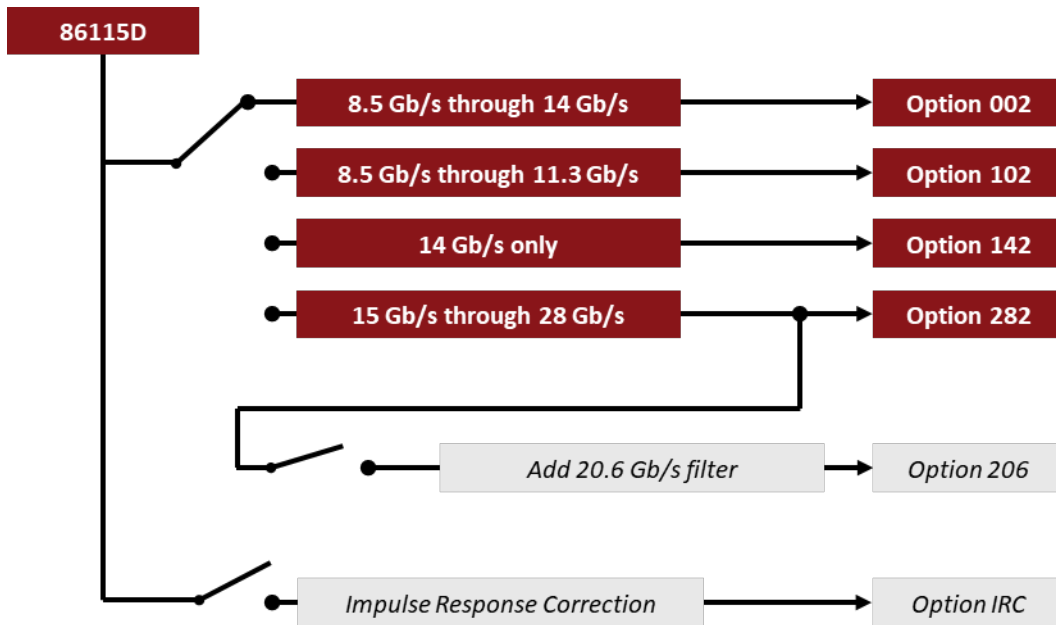 86115D
8.5 Gb/s through 14 Gb/s
Option 002
8.5 Gb/s through 11.3 Gb/s
Option 102
14 Gb/s only
Option 142
15 Gb/s through 28 Gb/s
Option 282
Add 20.6 Gb/s filter
Option 206
Impulse Response Correction
Option IRC